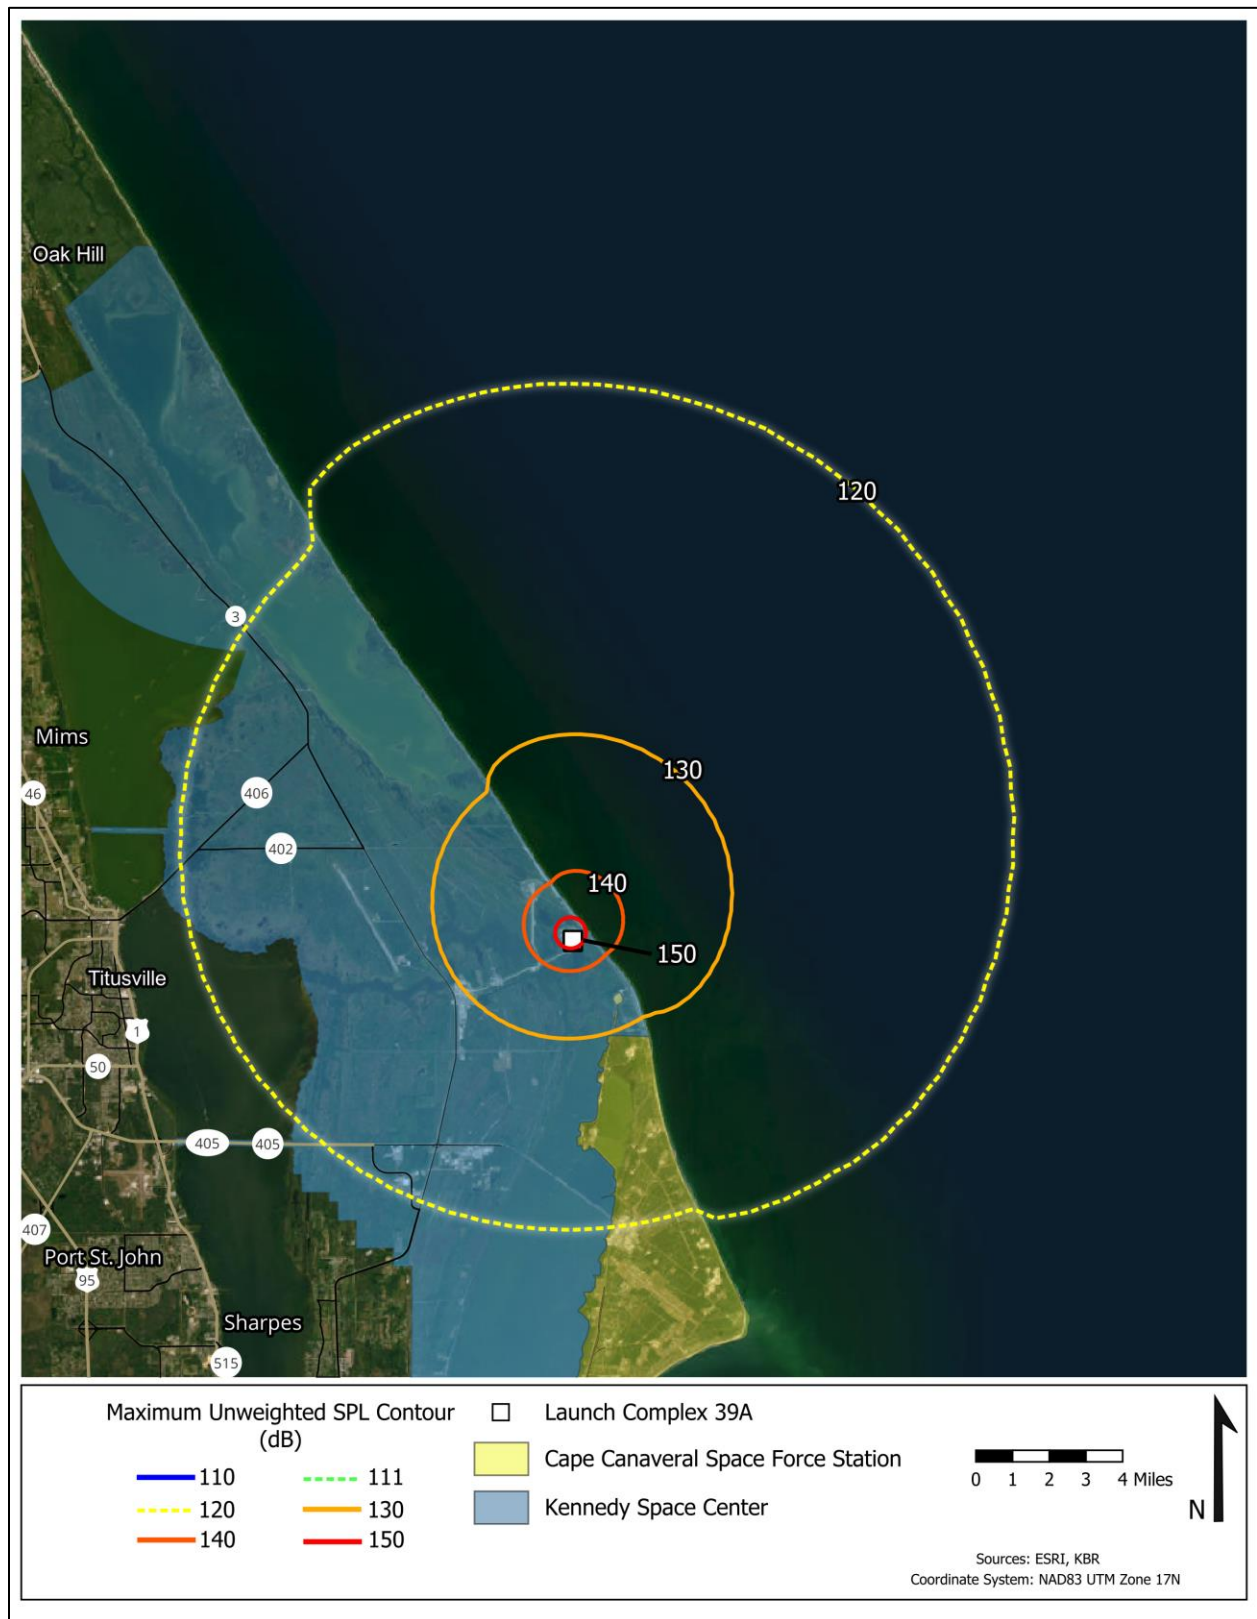 Oak Hill
120
3
Mims
130
46
406
402
140
150
Titusville
1
50
405
405
407
Port St. John
95
Sharpes
515
Maximum Unweighted SPL Contour
(dB)
110
111
120
130
140
150
Launch Complex 39A
Cape Canaveral Space Force Station
Kennedy Space Center
0 1 2 3 4 Miles
N
Sources: ESRI, KBR
Coordinate System: NAD83 UTM Zone 17N